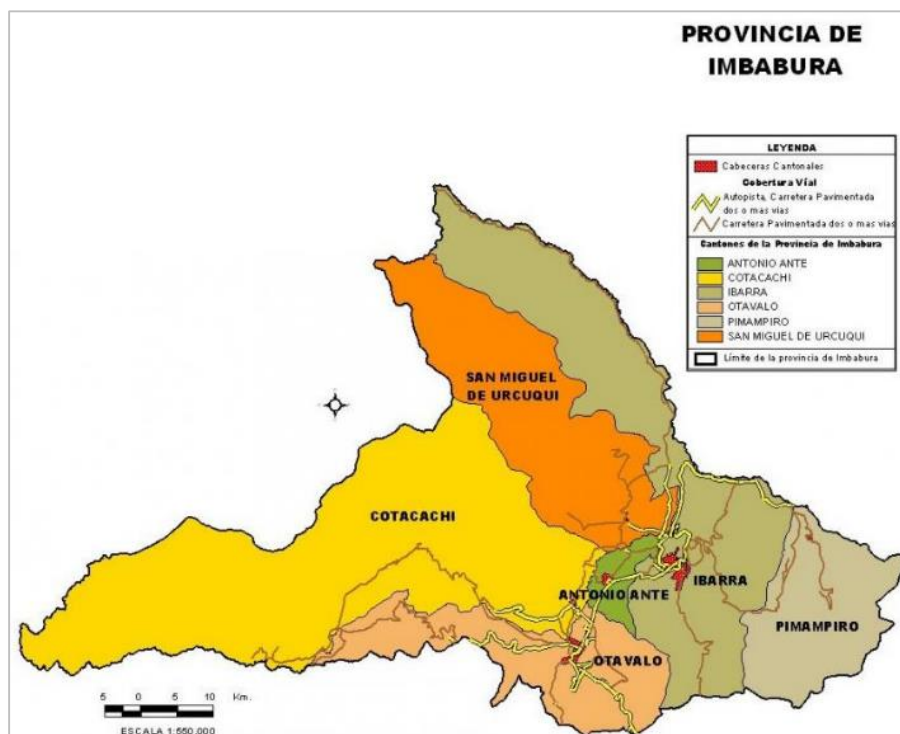 PROVINCIA DE
IMBABURA
LEYENDA
Cabeceras Cantonales
Cobertura Víal
Autopista, Carretera Pavimentada
dos o mas vias
Carretera Pavimentada dos o mas vias
Cantones de la Provincia de Imbabura
ANTONIO ANTE
COTACACHI
IBARRA
OTAVALO
PIMAMPIRO
SAN MIGUEL DE URCUQUI
Límite de la provincia de Imbabura
SAN MIGUEL
DE URCUQUI
COTACACHI
ANTONIO ANTE
IBARRA
PIMAMPIRO
OTAVALO
5 0 5 10 Km.
ESCALA 1:550.000